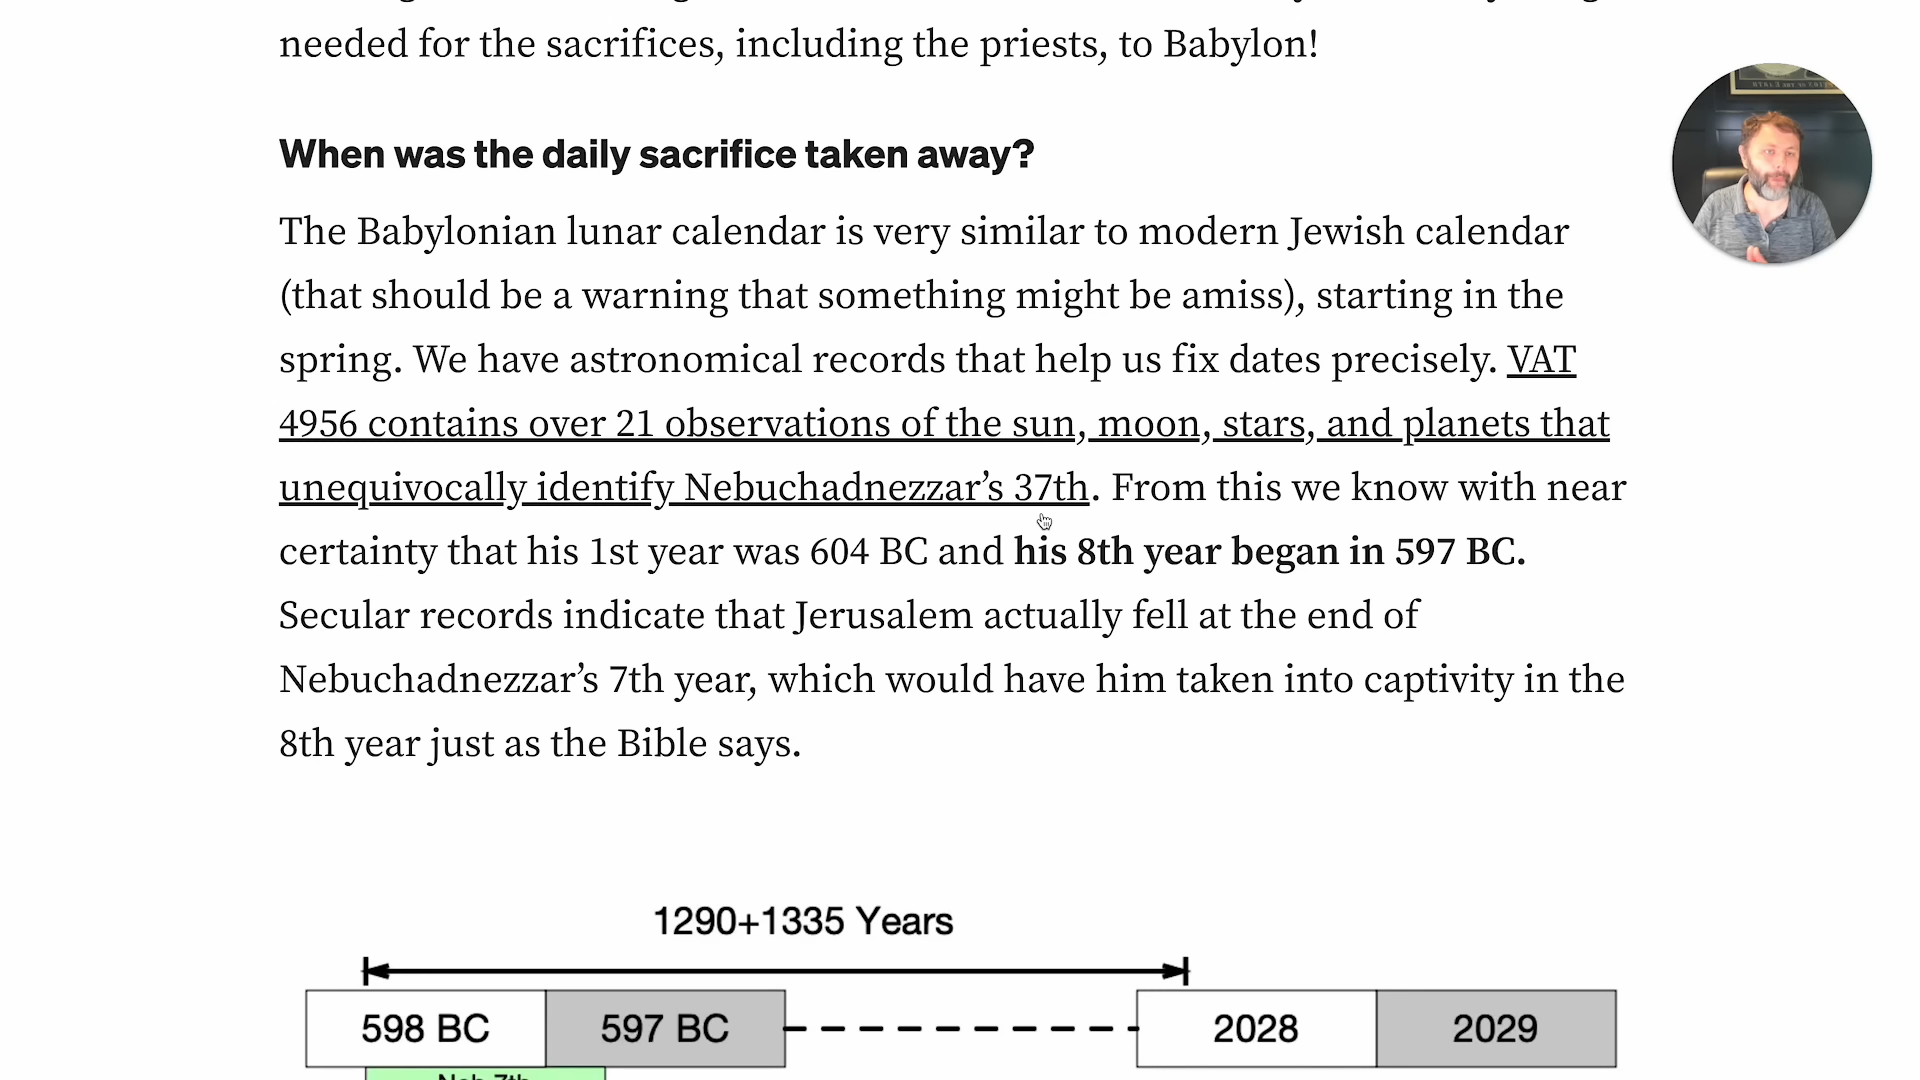 needed for the sacrifices, including the priests, to Babylon!
When was the daily sacrifice taken away?
The Babylonian lunar calendar is very similar to modern Jewish calendar
(that should be a warning that something might be amiss), starting in the
spring. We have astronomical records that help us fix dates precisely. VAT
4956 contains over 21 observations of the sun, moon, stars, and planets that
unequivocally identify Nebuchadnezzar’s 37th. From this we know with near
certainty that his 1st year was 604 BC and his 8th year began in 597 BC.
Secular records indicate that Jerusalem actually fell at the end of
Nebuchadnezzar’s 7th year, which would have him taken into captivity in the
8th year just as the Bible says.
1290+1335 Years
598 BC 597 BC 2028 2029